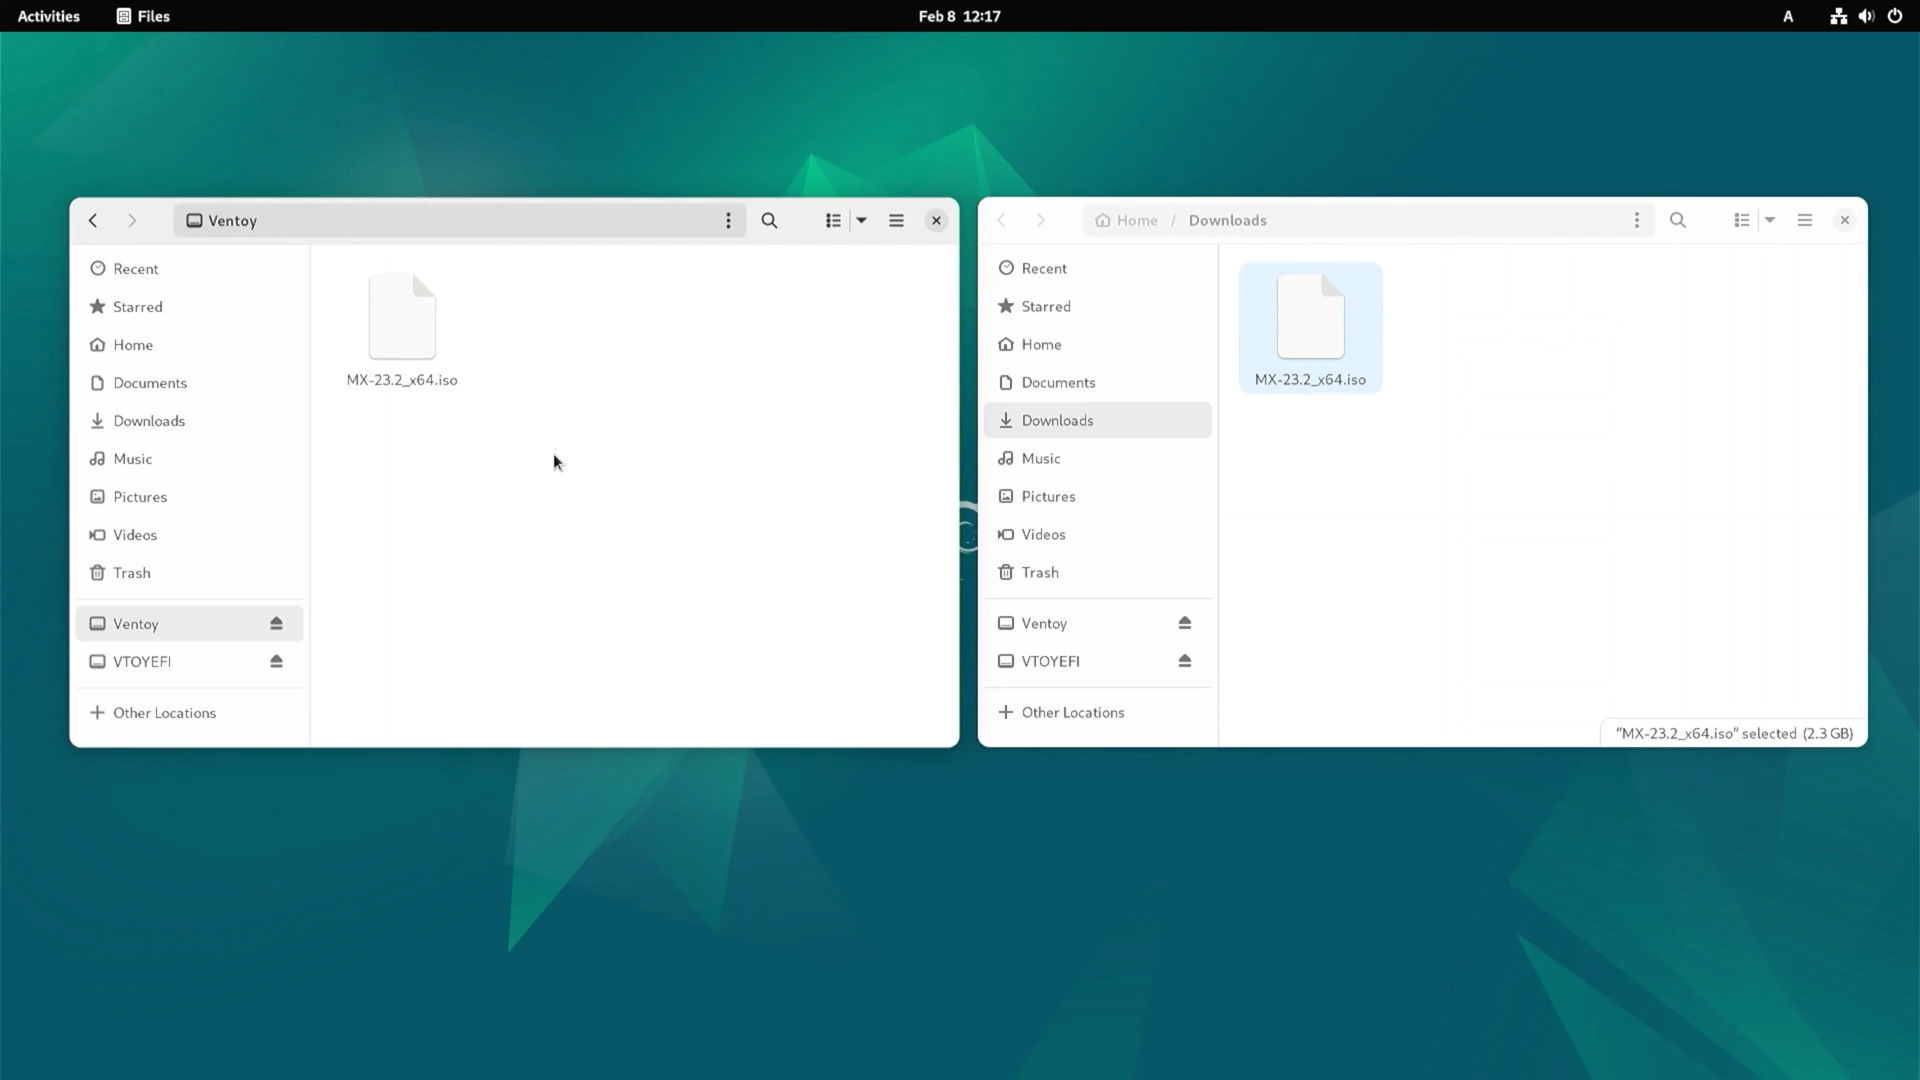 Activities Files Feb 8 12:17 A
Ventoy
Recent
Starred
Home
Documents
Downloads
Music
Pictures
Videos
Trash
Ventoy
VTOYEFI
Other Locations
MX-23.2_x64.iso
Home / Downloads
Recent
Starred
Home
Documents
Downloads
Music
Pictures
Videos
Trash
Ventoy
VTOYEFI
Other Locations
MX-23.2_x64.iso
"MX-23.2_x64.iso" selected (2.3 GB)